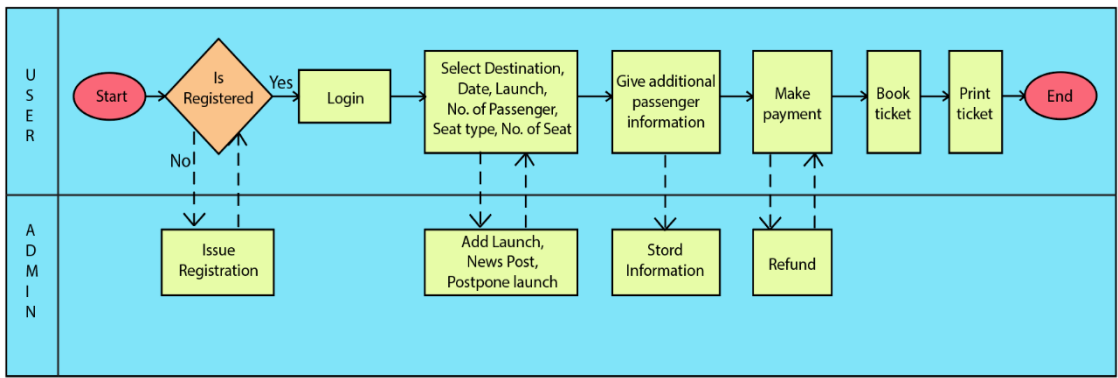 USER
Start
Is
Registered
Yes
No
Login
Select Destination,
Date, Launch,
No. of Passenger,
Seat type, No. of Seat
Give additional
passenger
information
Make
payment
Book
ticket
Print
ticket
End
ADMIN
Issue
Registration
Add Launch,
News Post,
Postpone launch
Stord
Information
Refund